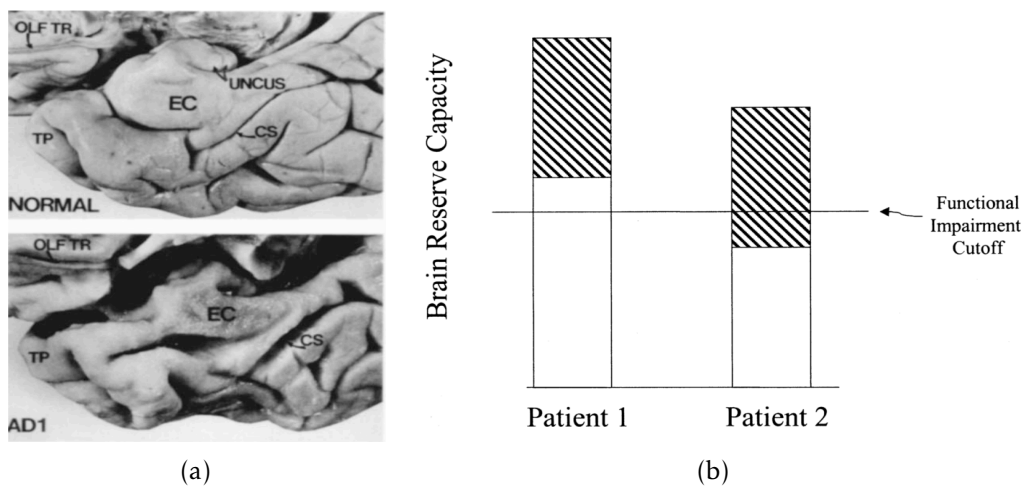 OLF TR
UNCUS
EC
CS
TP
NORMAL
OLF TR
EC
CS
TP
AD1
(a)
Brain Reserve Capacity
Functional
Impairment
Cutoff
Patient 1
Patient 2
(b)